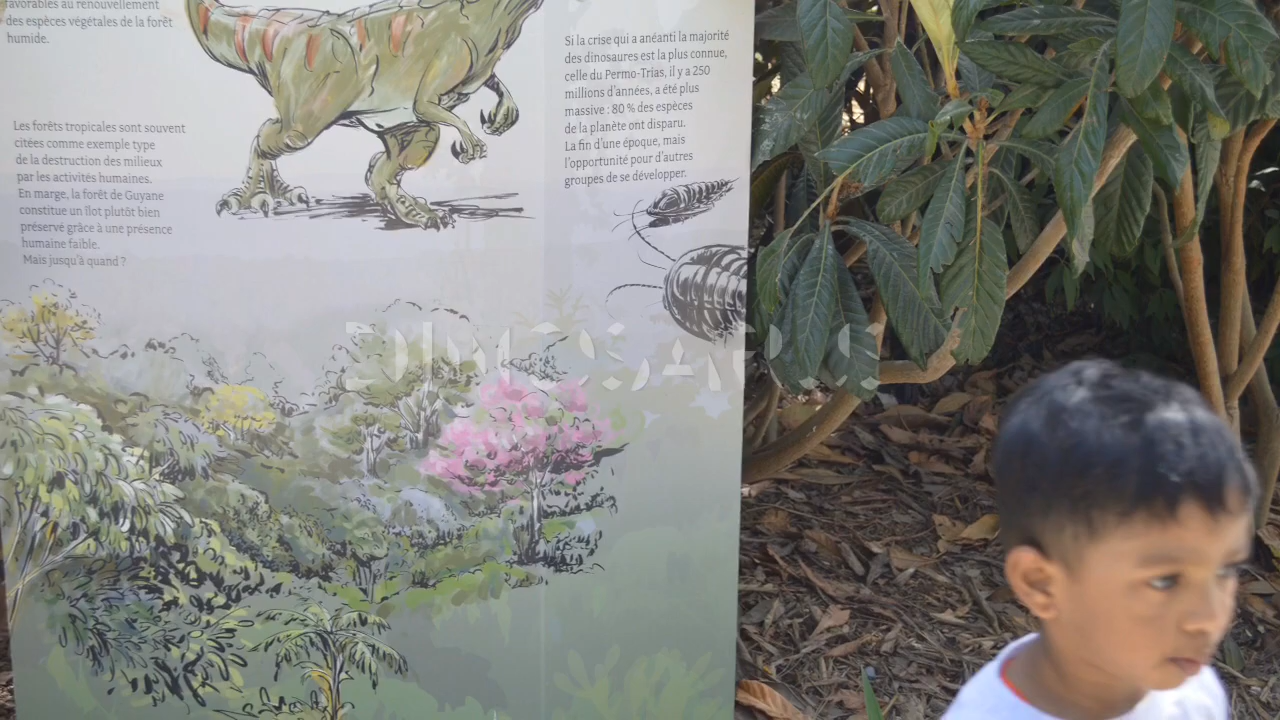 favorables au renouvellement
des espèces végétales de la forêt
humide.
Les forêts tropicales sont souvent
citées comme exemple type
de la destruction des milieux
par les activités humaines.
En marge, la forêt de Guyane
constitue un îlot plutôt bien
préservé grâce à une présence
humaine faible.
Mais jusqu'à quand ?
Si la crise qui a anéanti la majorité
des dinosaures est la plus connue,
celle du Permo-Trias, il y a 250
millions d'années, a été plus
massive : 80 % des espèces
de la planète ont disparu.
La fin d'une époque, mais
l'opportunité pour d'autres
groupes de se développer.